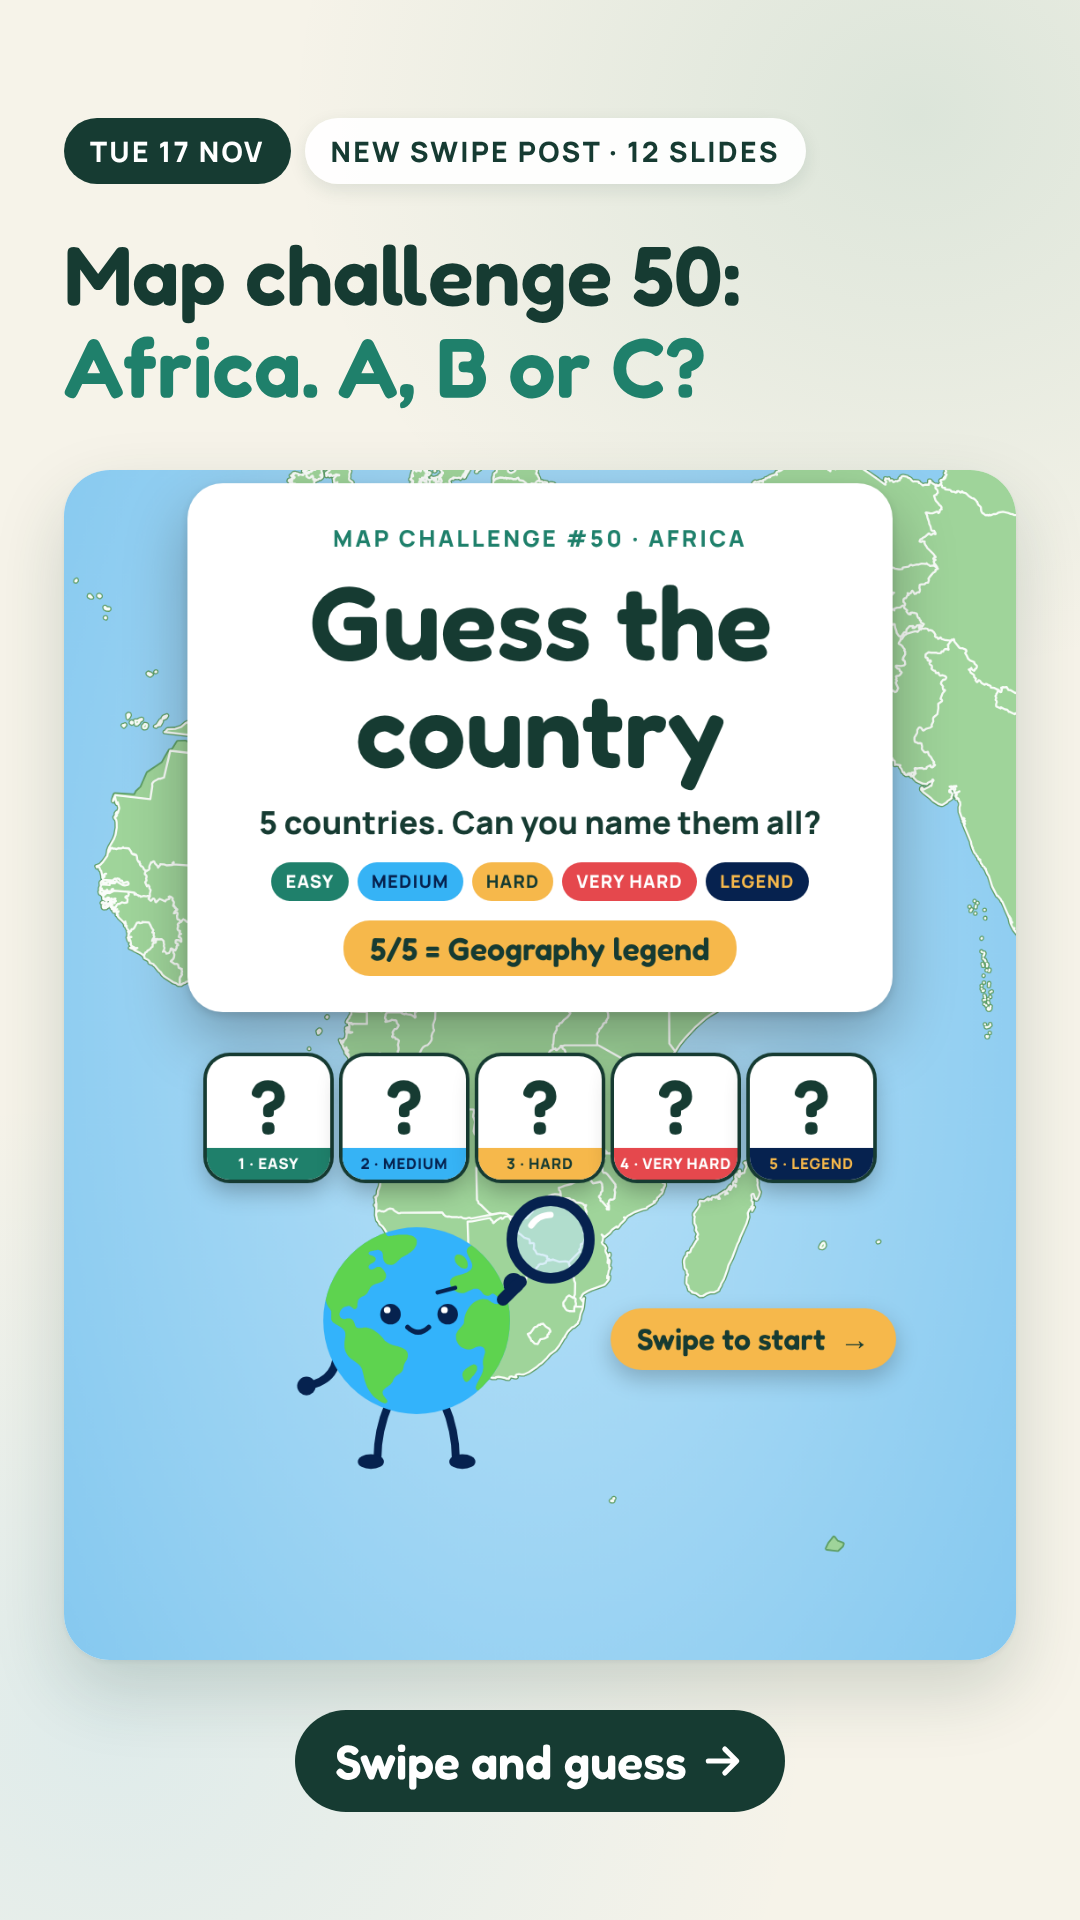 TUE 17 NOV
NEW SWIPE POST · 12 SLIDES
Map challenge 50:
Africa. A, B or C?
MAP CHALLENGE #50 · AFRICA
Guess the
country
5 countries. Can you name them all?
EASY MEDIUM HARD VERY HARD LEGEND
5/5 = Geography legend
? ? ? ? ?
1 · EASY 2 · MEDIUM 3 · HARD 4 · VERY HARD 5 · LEGEND
Swipe to start →
Swipe and guess →